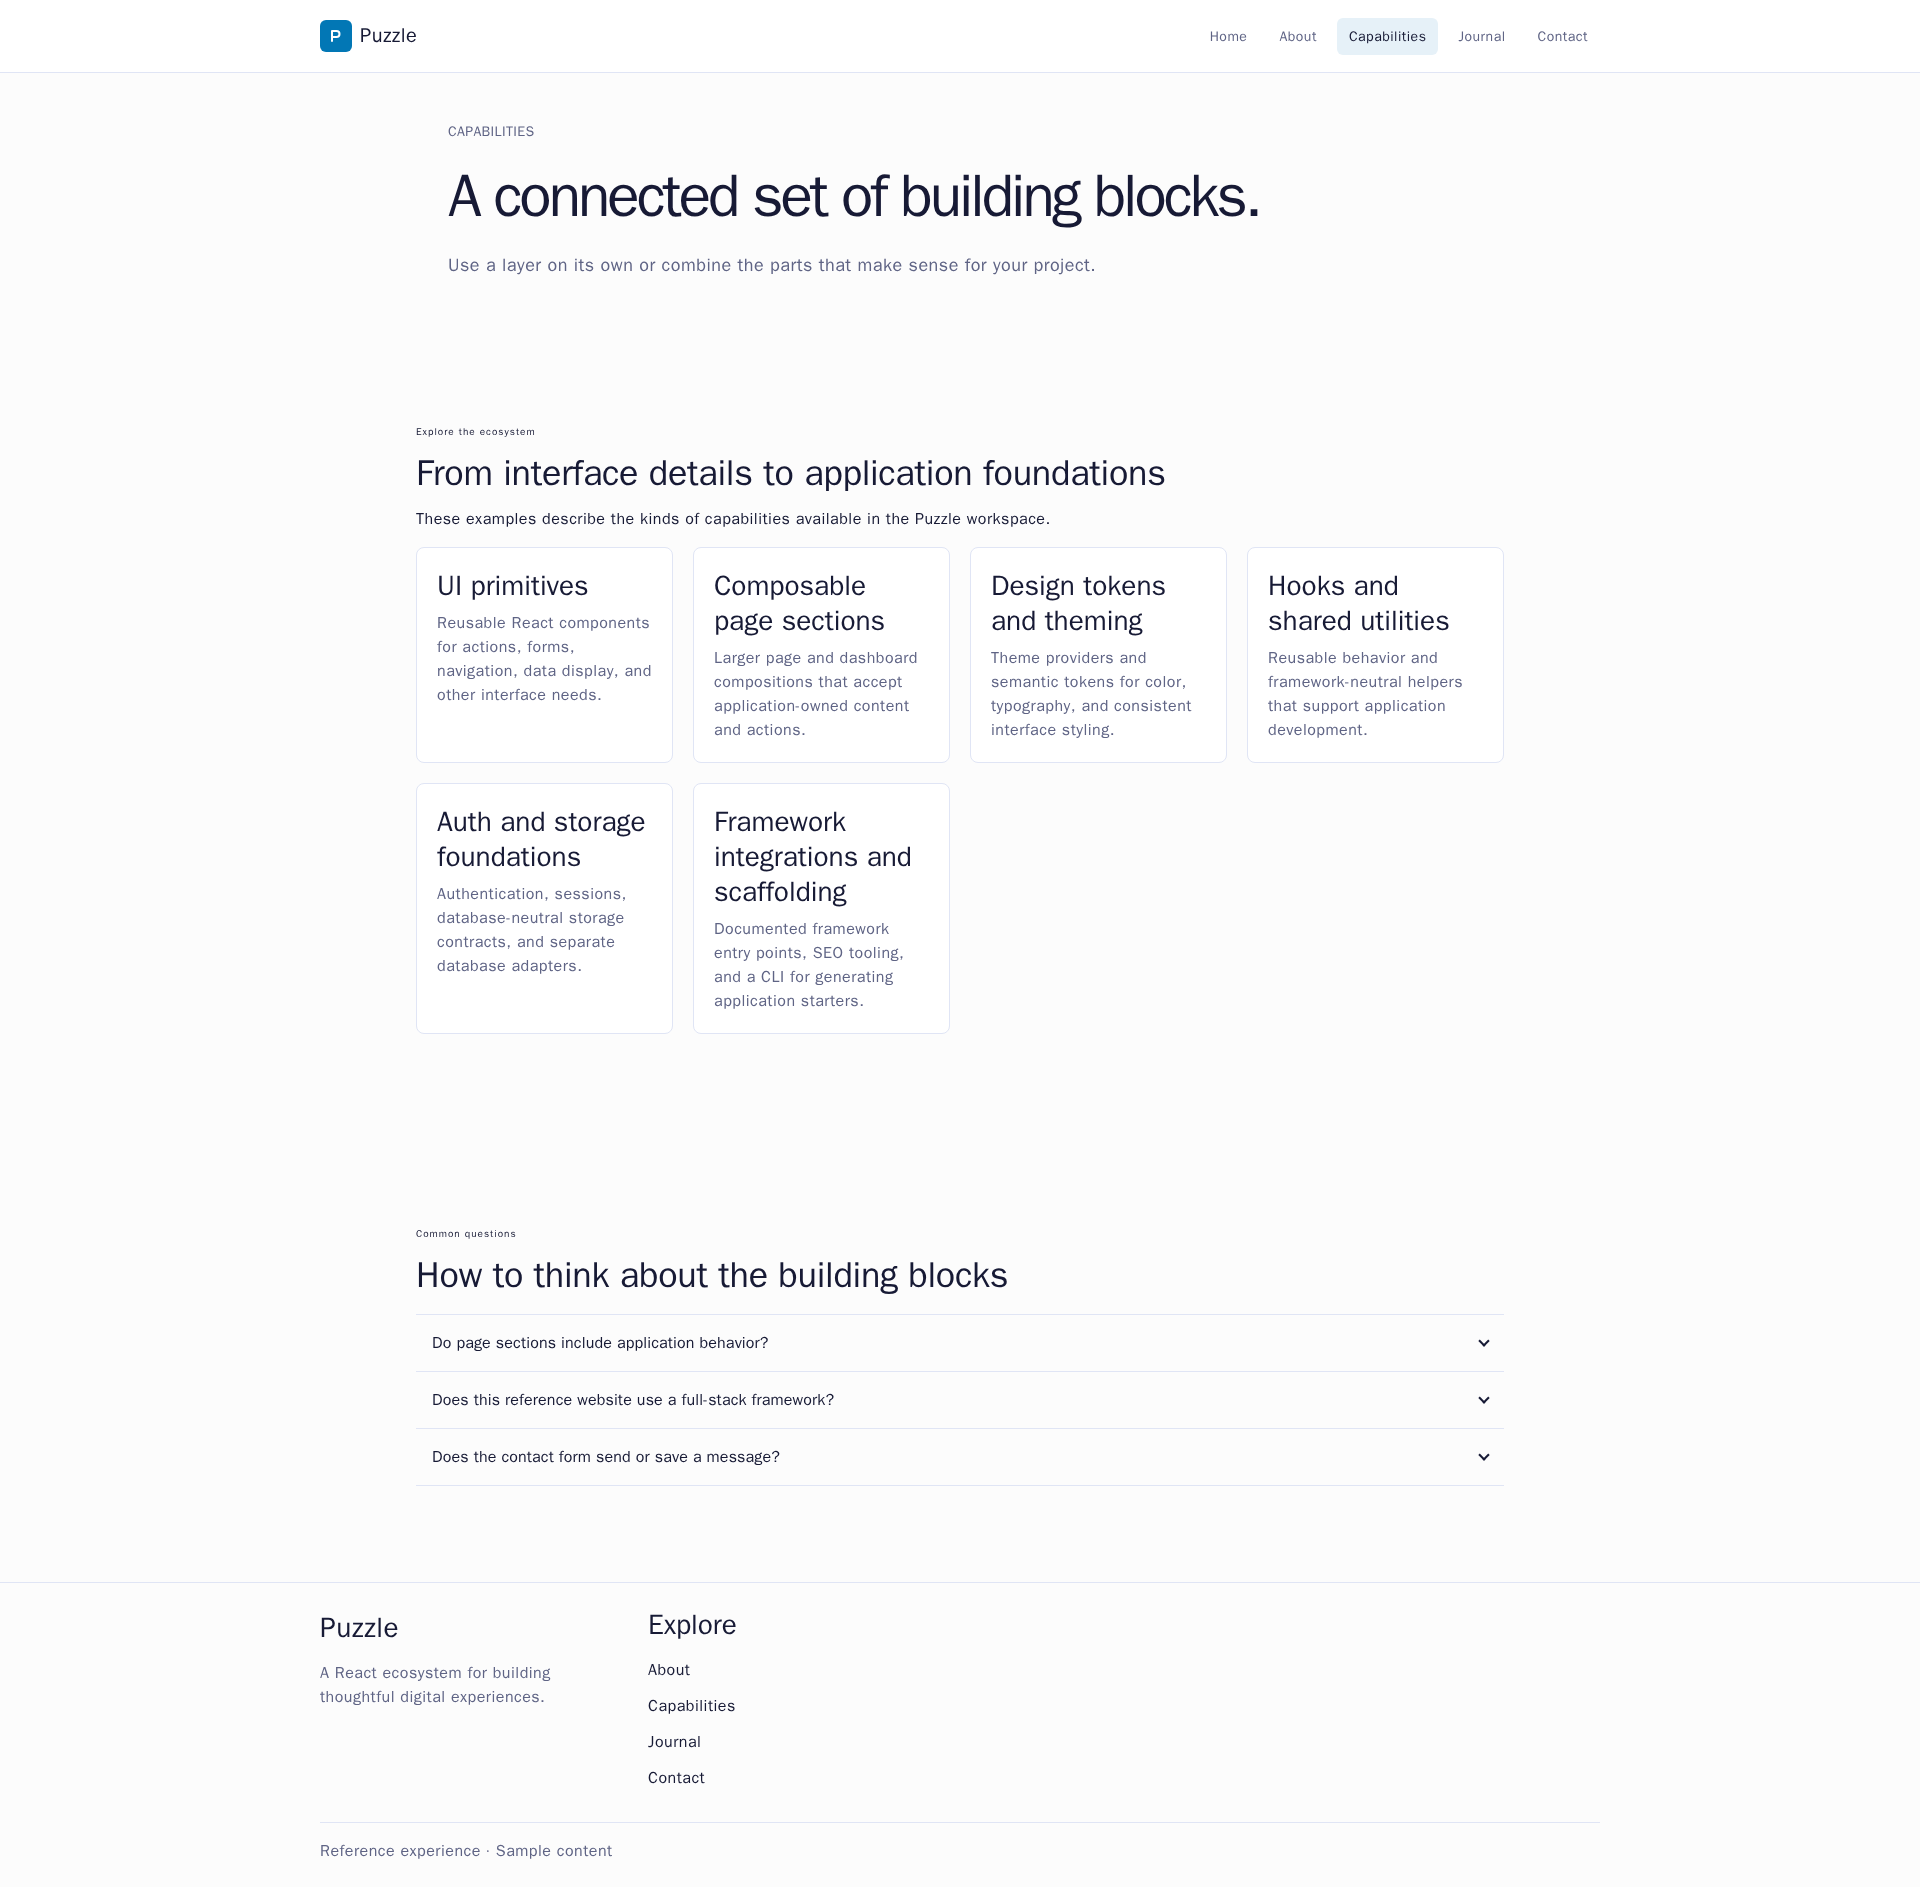 P Puzzle
Home About Capabilities Journal Contact
CAPABILITIES
A connected set of building blocks.
Use a layer on its own or combine the parts that make sense for your project.
Explore the ecosystem
From interface details to application foundations
These examples describe the kinds of capabilities available in the Puzzle workspace.
UI primitives
Reusable React components
for actions, forms,
navigation, data display, and
other interface needs.
Composable
page sections
Larger page and dashboard
compositions that accept
application-owned content
and actions.
Design tokens
and theming
Theme providers and
semantic tokens for color,
typography, and consistent
interface styling.
Hooks and
shared utilities
Reusable behavior and
framework-neutral helpers
that support application
development.
Auth and storage
foundations
Authentication, sessions,
database-neutral storage
contracts, and separate
database adapters.
Framework
integrations and
scaffolding
Documented framework
entry points, SEO tooling,
and a CLI for generating
application starters.
Common questions
How to think about the building blocks
Do page sections include application behavior?
Does this reference website use a full-stack framework?
Does the contact form send or save a message?
Puzzle
A React ecosystem for building
thoughtful digital experiences.
Explore
About
Capabilities
Journal
Contact
Reference experience · Sample content